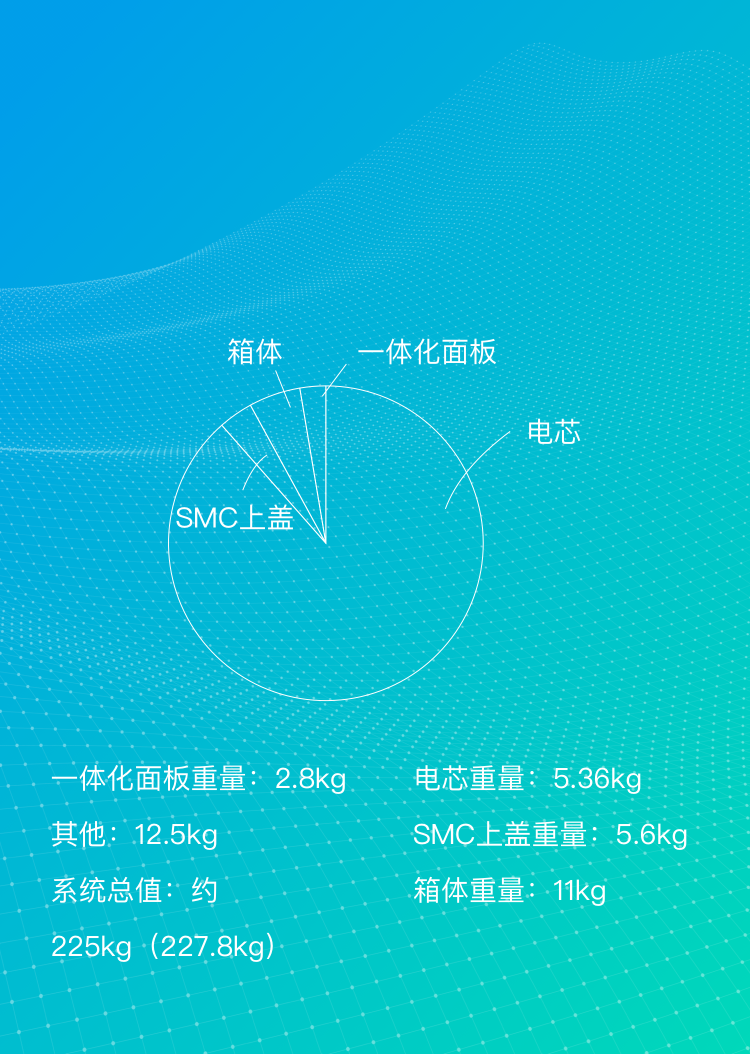 箱体
一体化面板
电芯
SMC上盖
一体化面板重量：2.8kg
电芯重量：5.36kg
其他：12.5kg
SMC上盖重量：5.6kg
系统总值：约
箱体重量：11kg
225kg（227.8kg）